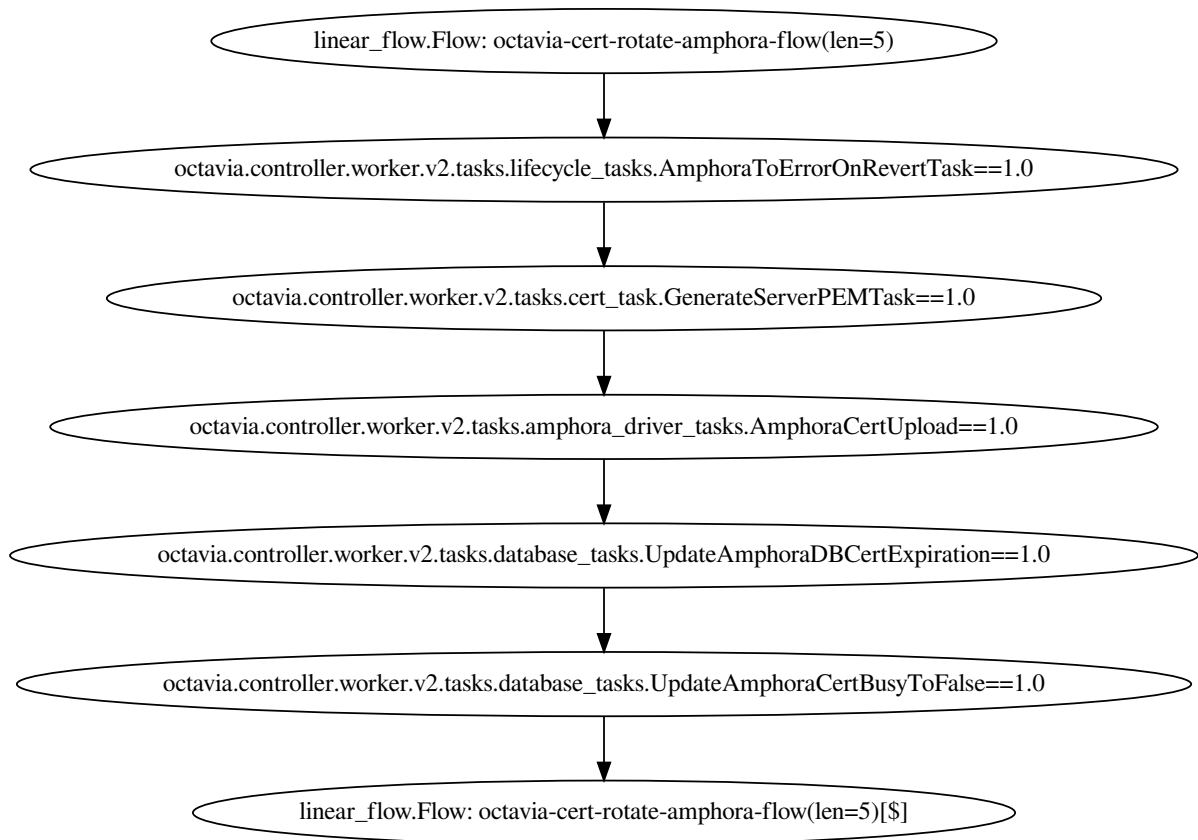 linear_flow.Flow: octavia-cert-rotate-amphora-flow(len=5)
octavia.controller.worker.v2.tasks.lifecycle_tasks.AmphoraToErrorOnRevertTask==1.0
octavia.controller.worker.v2.tasks.cert_task.GenerateServerPEMTask==1.0
octavia.controller.worker.v2.tasks.amphora_driver_tasks.AmphoraCertUpload==1.0
octavia.controller.worker.v2.tasks.database_tasks.UpdateAmphoraDBCertExpiration==1.0
octavia.controller.worker.v2.tasks.database_tasks.UpdateAmphoraCertBusyToFalse==1.0
linear_flow.Flow: octavia-cert-rotate-amphora-flow(len=5)[$]